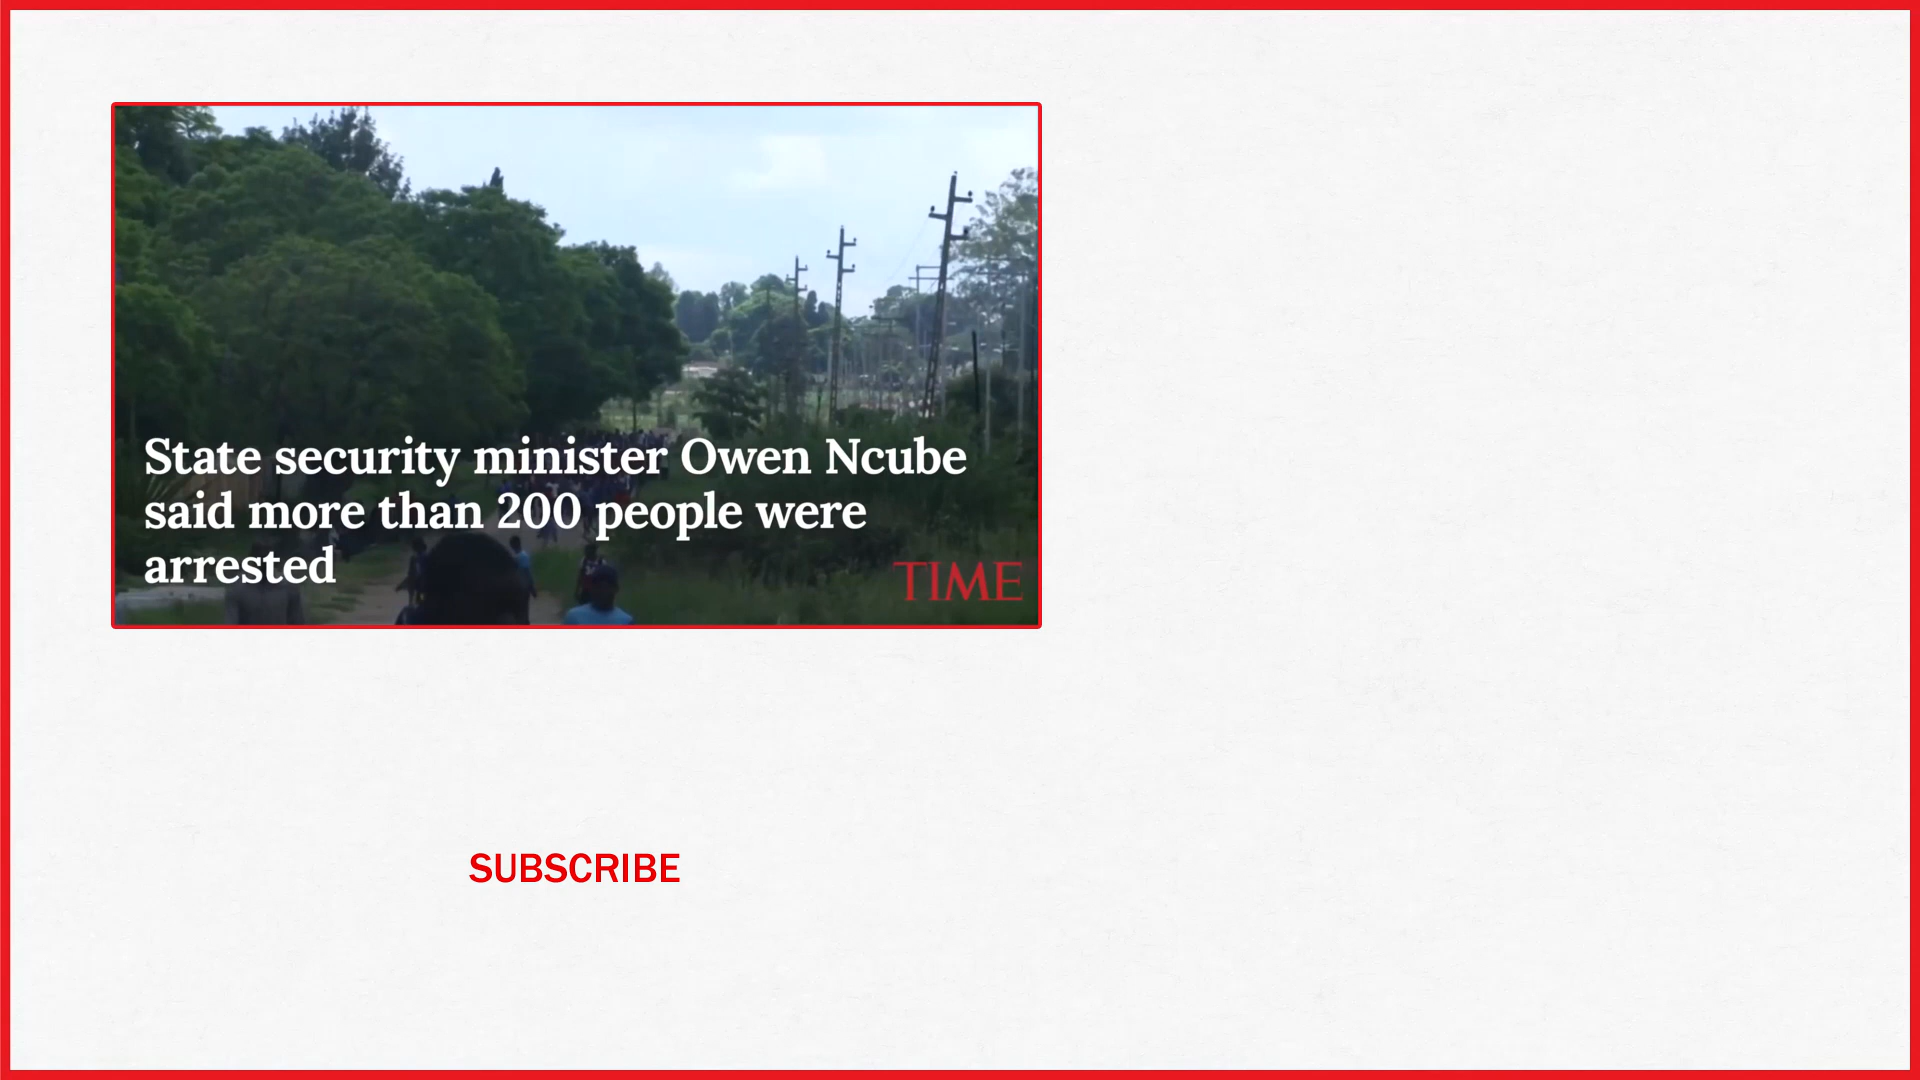 State security minister Owen Ncube
said more than 200 people were
arrested
TIME
SUBSCRIBE